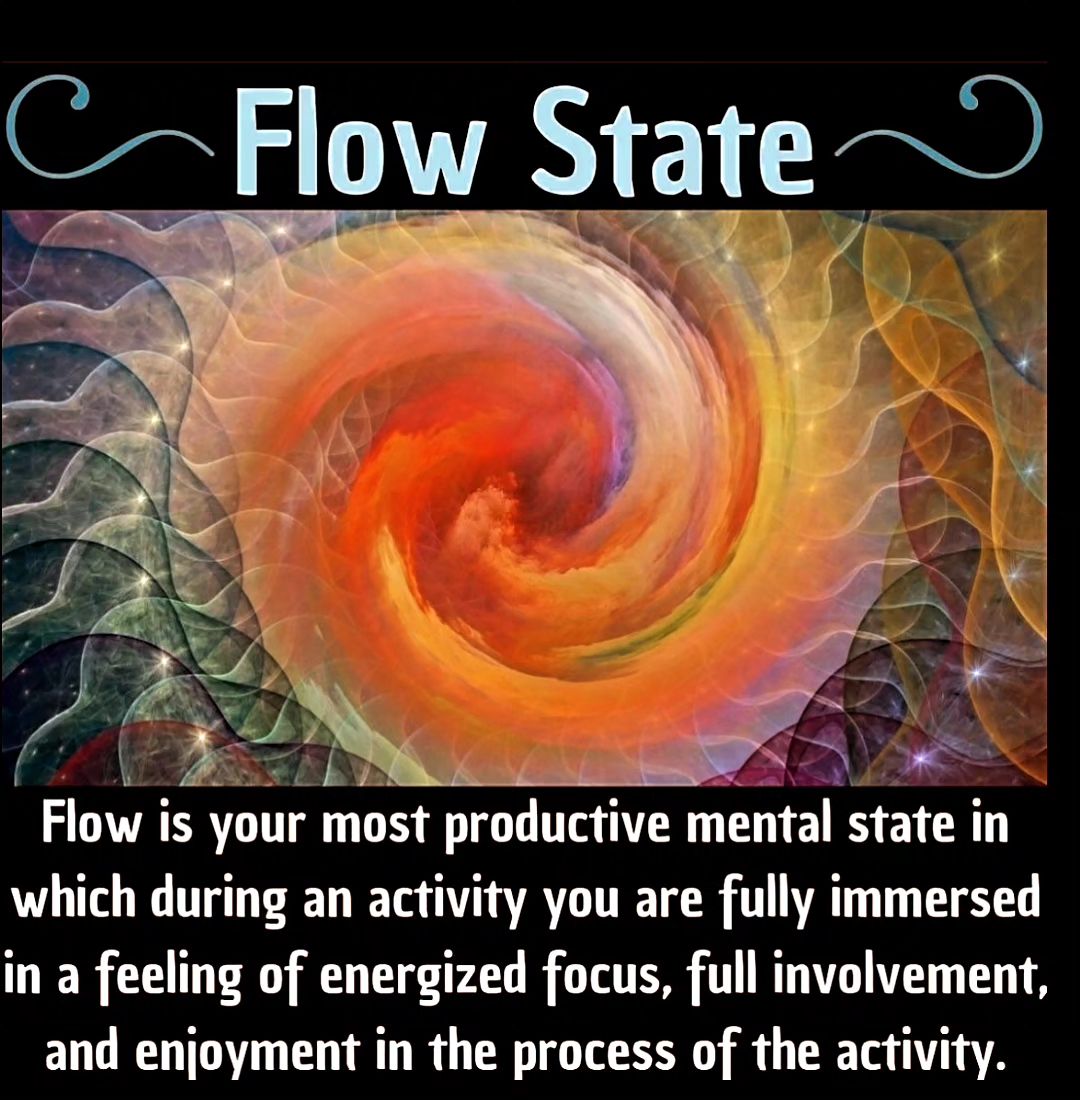 Flow State
Flow is your most productive mental state in
which during an activity you are fully immersed
in a feeling of energized focus, full involvement,
and enjoyment in the process of the activity.